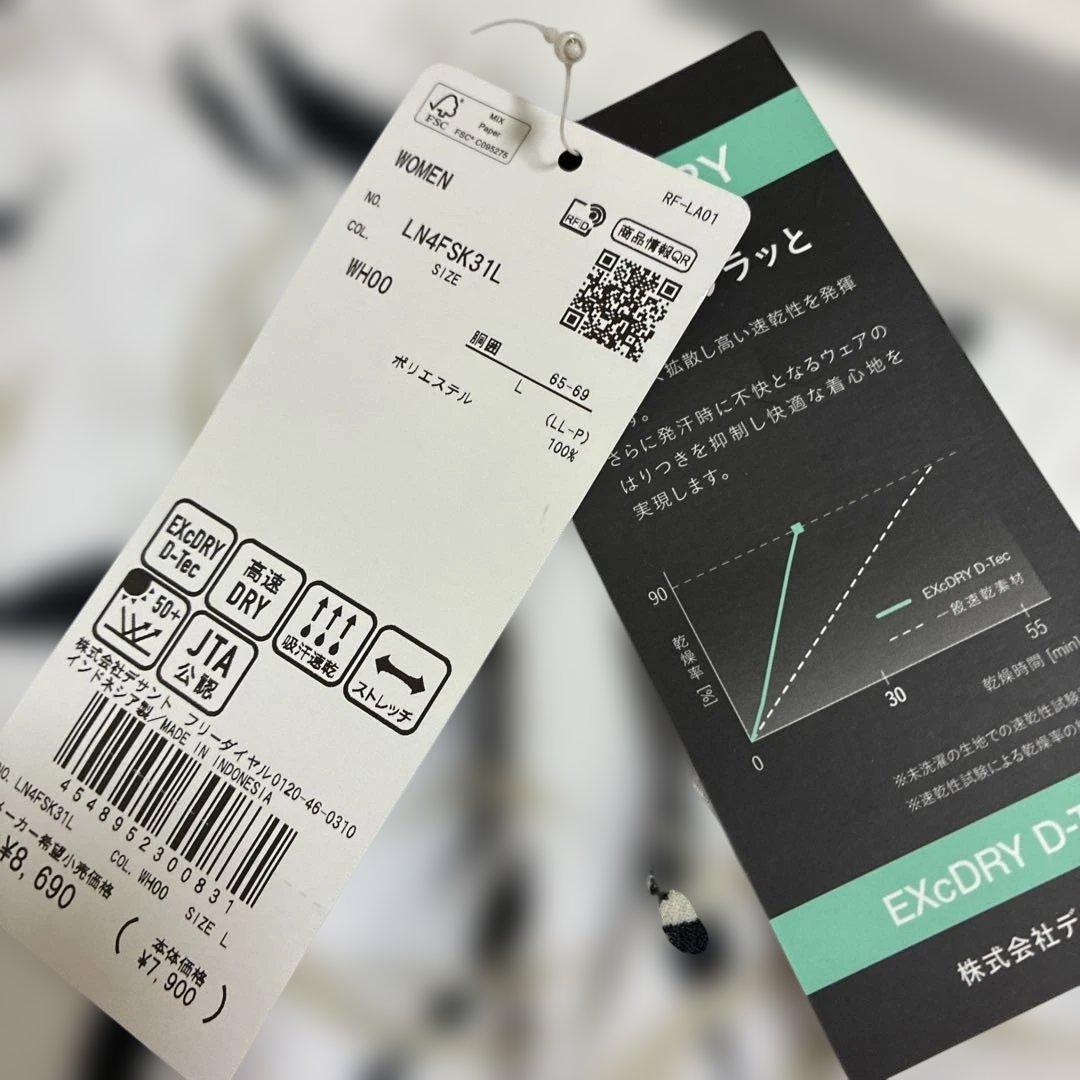 FSC
MIX
Paper
FSC® C095275
WOMEN
RF-LA01
NO.
RFID
商品情報QR
LN4FSK31L
COL.
SIZE
WH00
胴囲
65-69
L
(LL-P)
ポリエステル
100%
EXcDRY
D-Tec
高速
DRY
吸汗速乾
ストレッチ
50+
JTA
公認
株式会社デサント フリーダイヤル0120-46-0310
インドネシア製/MADE IN INDONESIA
4548952300831
NO. LN4FSK31L
COL. WH00
SIZE L
メーカー希望小売価格
¥8,690
(本体価格
¥7,900)
RY
ラッと
拡散し高い速乾性を発揮
す。
さらに発汗時に不快となるウェアの
はりつきを抑制し快適な着心地を
実現します。
90
乾燥率 [%]
EXcDRY D-Tec
一般速乾素材
0
30
55
乾燥時間 [min]
※未洗濯の生地での速乾性試験
※速乾性試験による乾燥率の
EXcDRY D-T
株式会社デ